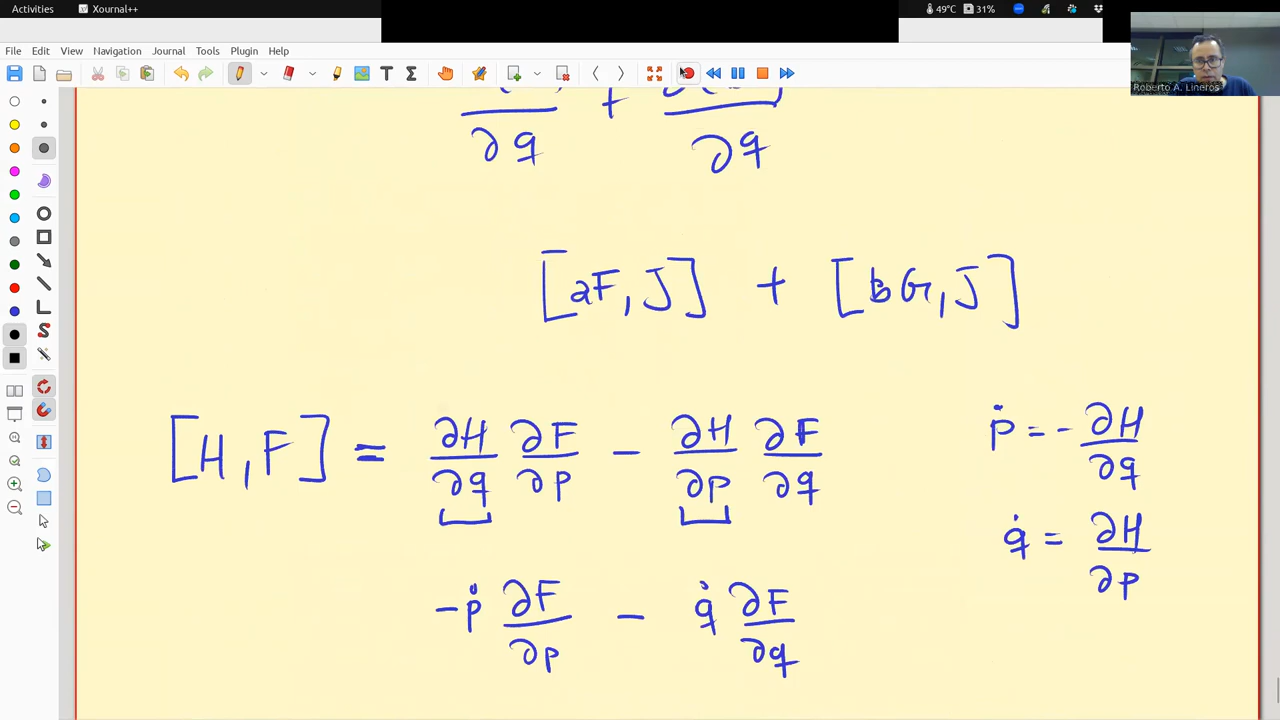 Activities Xournal++ 49°C 31%
File Edit View Navigation Journal Tools Plugin Help
Roberto A. Lineros
∂q + ∂q
[aF, J] + [bG, J]
[H, F] = ∂H/∂q ∂F/∂p - ∂H/∂p ∂F/∂q
ṗ = - ∂H/∂q
q̇ = ∂H/∂p
-ṗ ∂F/∂p - q̇ ∂F/∂q